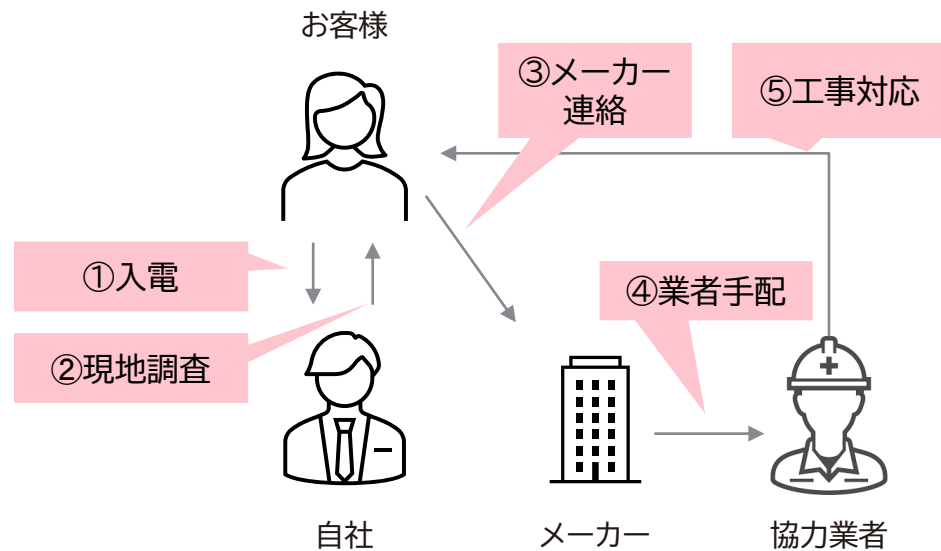 お客様
③メーカー
連絡
⑤工事対応
①入電
④業者手配
②現地調査
自社
メーカー
協力業者